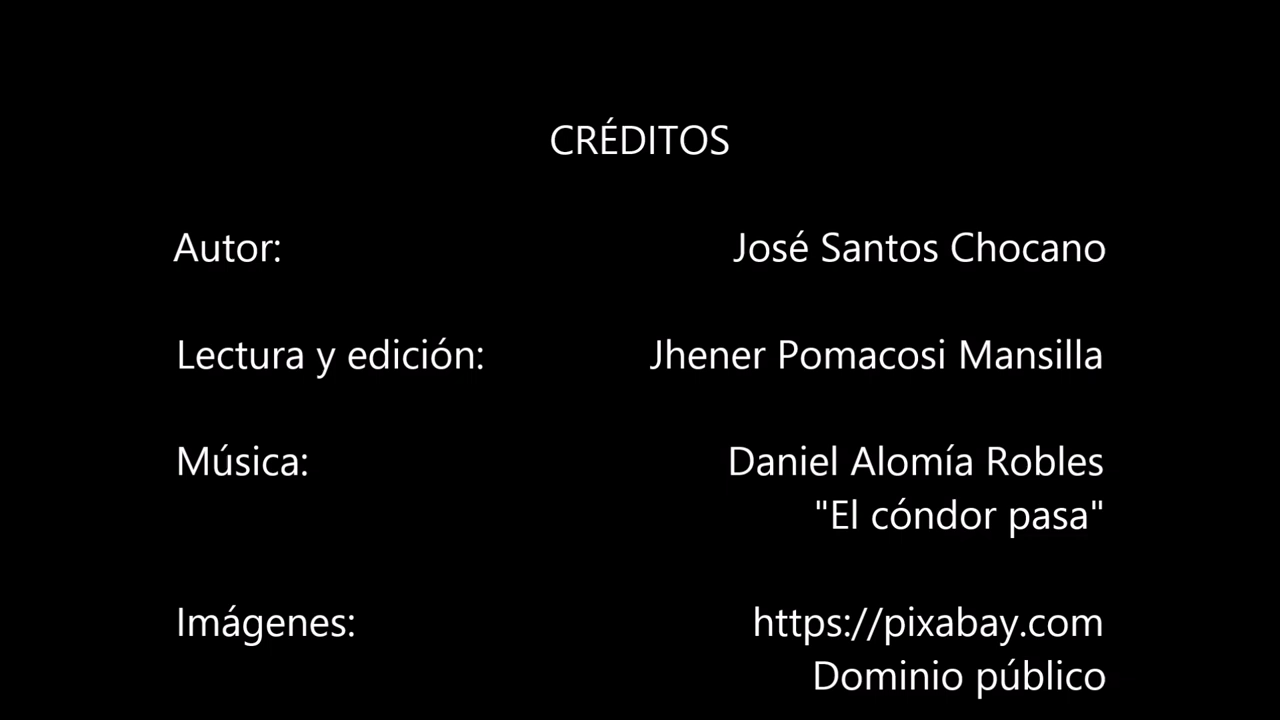 CRÉDITOS
Autor: José Santos Chocano
Lectura y edición: Jhener Pomacosi Mansilla
Música: Daniel Alomía Robles
"El cóndor pasa"
Imágenes: https://pixabay.com
Dominio público